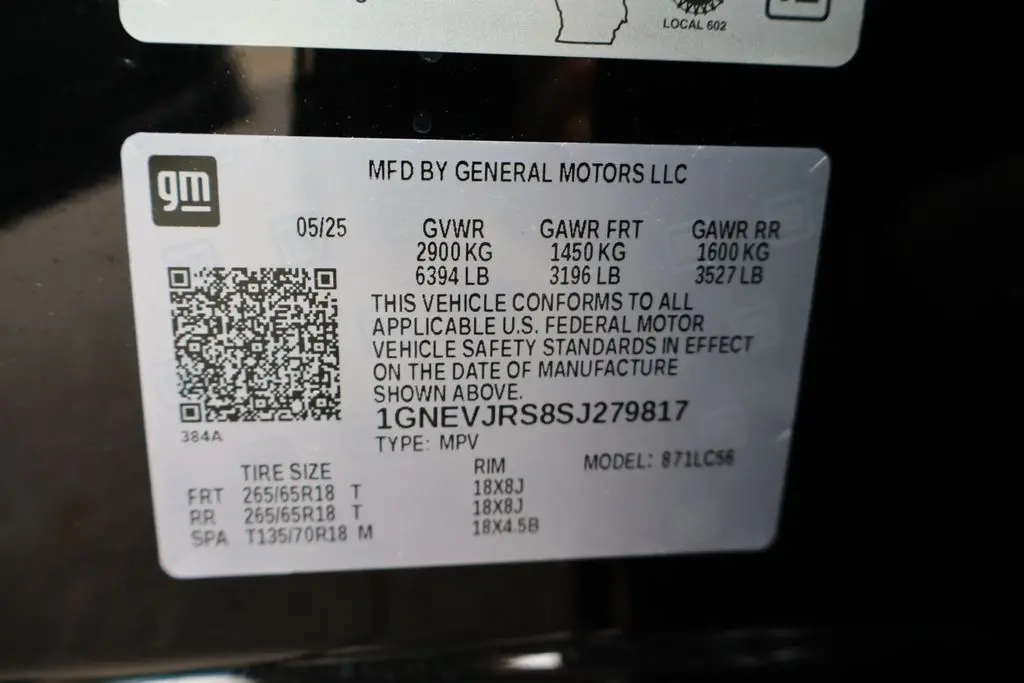 LOCAL 602
gm
MFD BY GENERAL MOTORS LLC
05/25 GVWR GAWR FRT GAWR RR
2900 KG 1450 KG 1600 KG
6394 LB 3196 LB 3527 LB
THIS VEHICLE CONFORMS TO ALL
APPLICABLE U.S. FEDERAL MOTOR
VEHICLE SAFETY STANDARDS IN EFFECT
ON THE DATE OF MANUFACTURE
SHOWN ABOVE.
1GNEVJRS8SJ279817
384A
TYPE: MPV
TIRE SIZE RIM MODEL: 871LC56
FRT 265/65R18 T 18X8J
RR 265/65R18 T 18X8J
SPA T135/70R18 M 18X4.5B